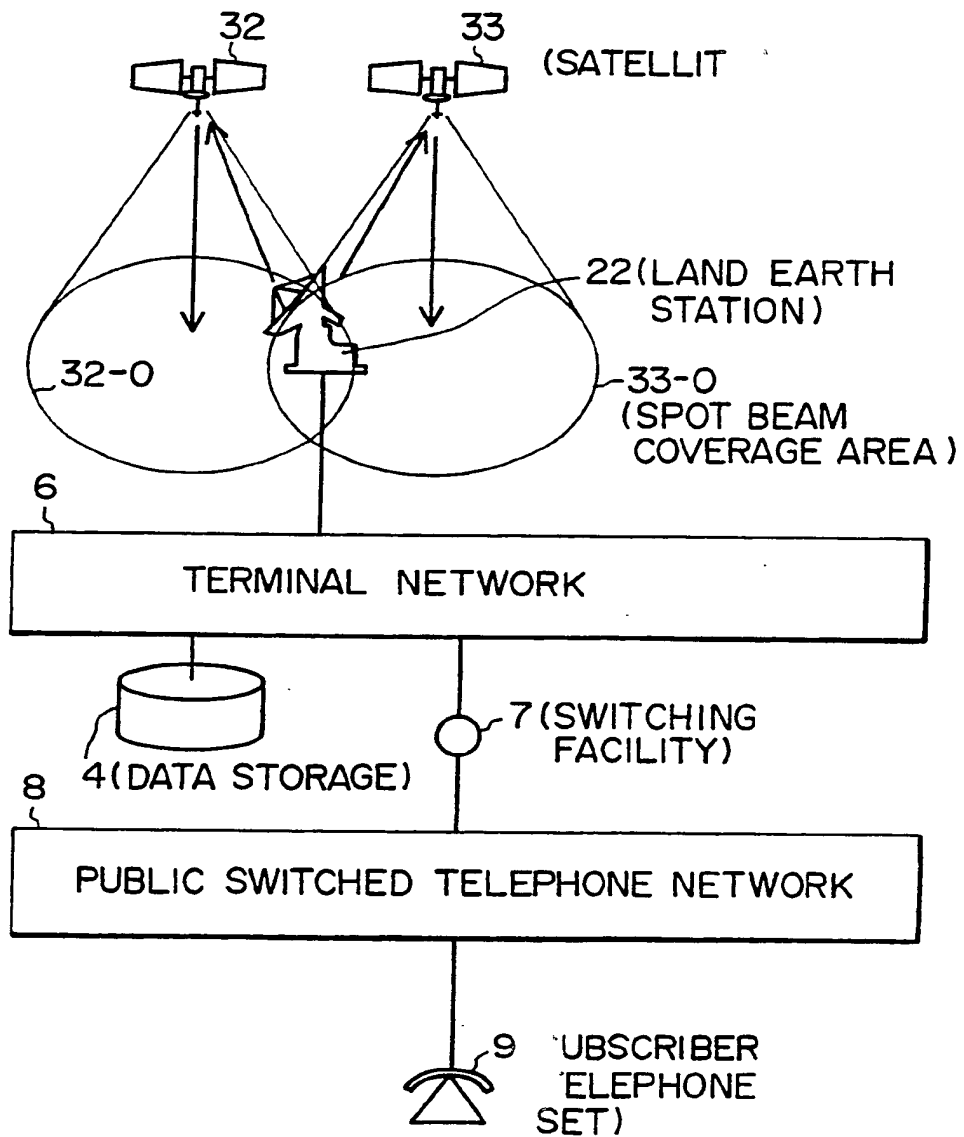 32
33
(SATELLIT
22(LAND EARTH
STATION)
32-0
33-0
(SPOT BEAM
COVERAGE AREA)
6
TERMINAL NETWORK
7(SWITCHING
FACILITY)
4(DATA STORAGE)
8
PUBLIC SWITCHED TELEPHONE NETWORK
9 UBSCRIBER
ELEPHONE
SET)